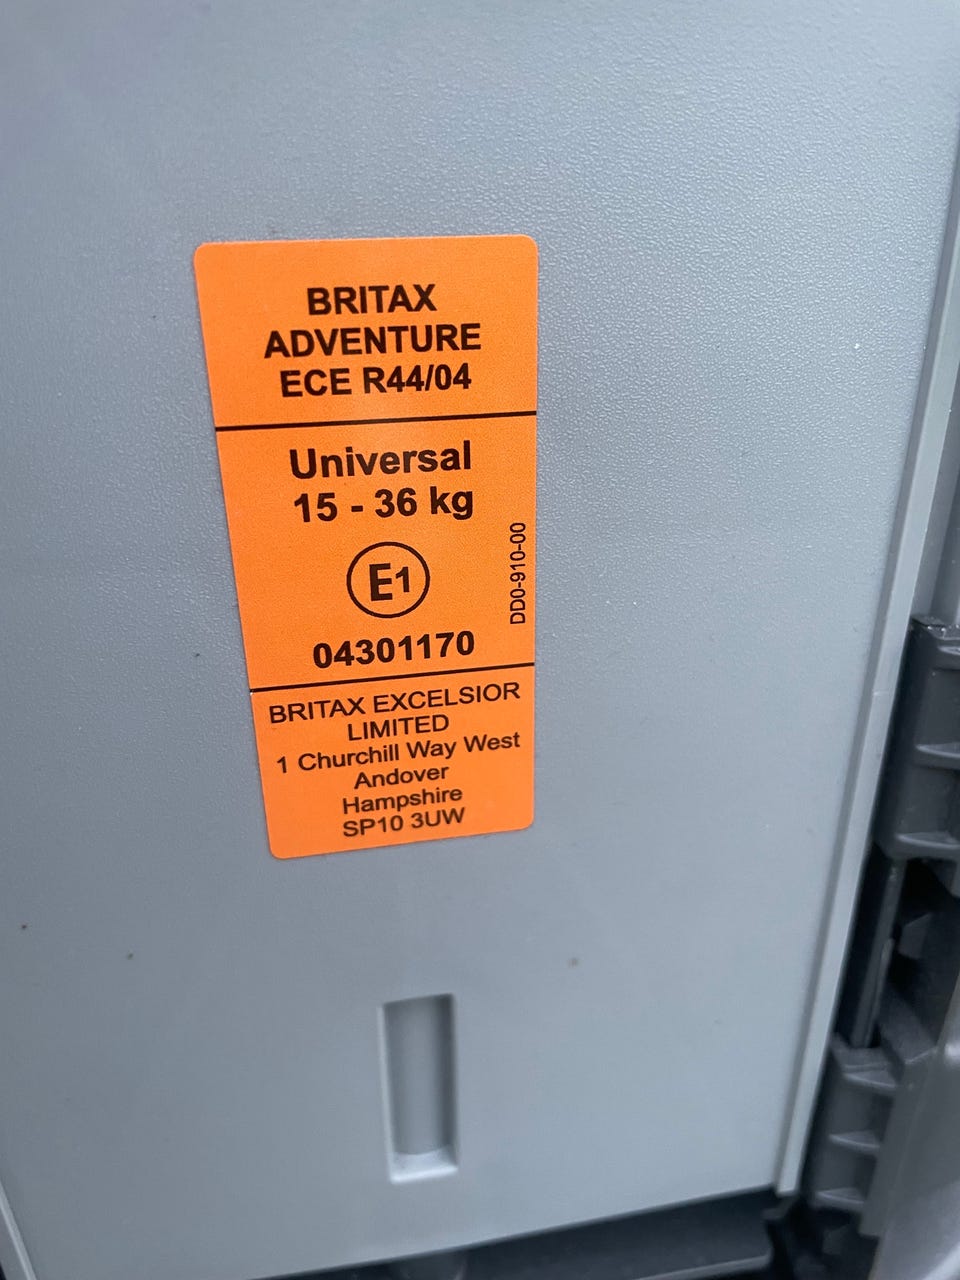 BRITAX
ADVENTURE
ECE R44/04
Universal
15 - 36 kg
E1
DD0-910-00
04301170
BRITAX EXCELSIOR
LIMITED
1 Churchill Way West
Andover
Hampshire
SP10 3UW